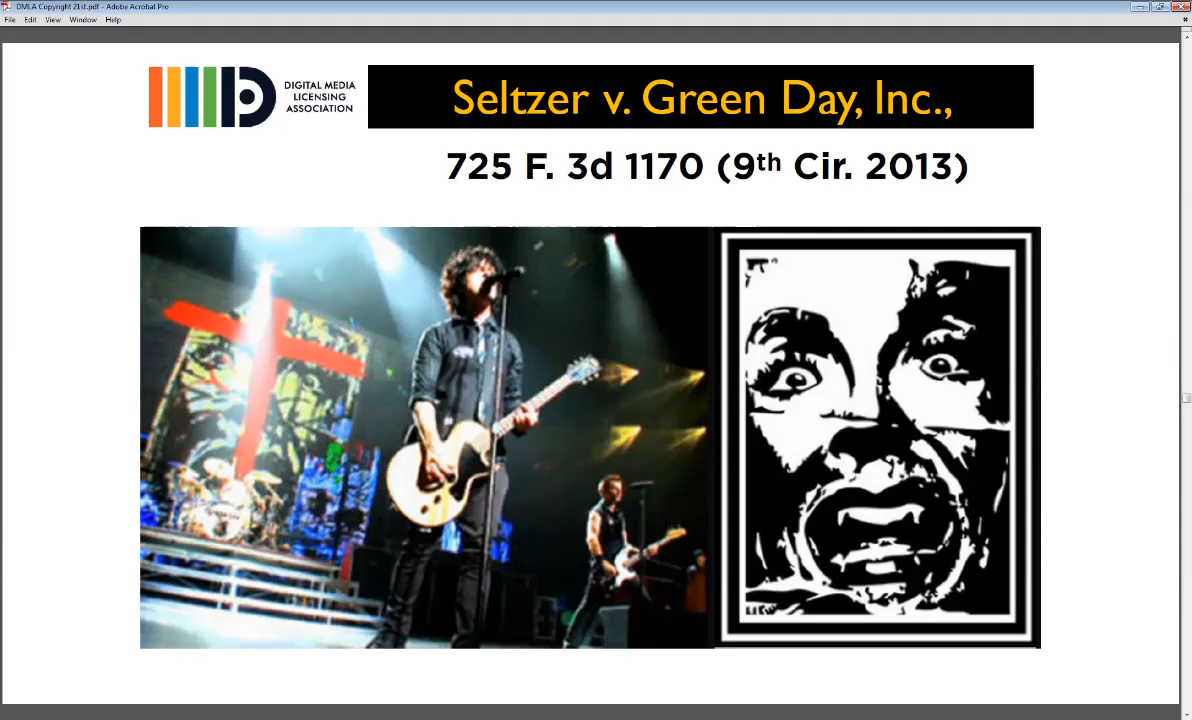 DMLA Copyright 21st.pdf - Adobe Acrobat Pro
File Edit View Window Help
DIGITAL MEDIA
LICENSING
ASSOCIATION
Seltzer v. Green Day, Inc.,
725 F. 3d 1170 (9th Cir. 2013)